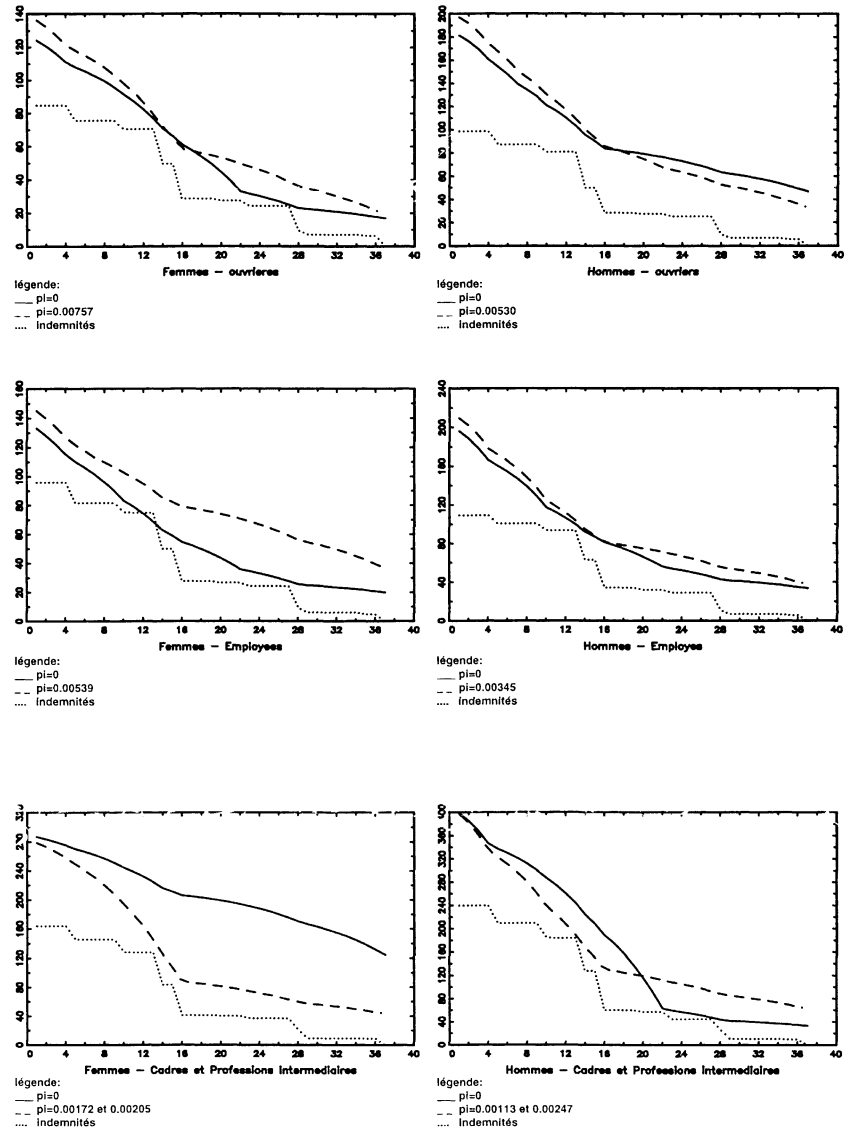 140
120
100
80
60
40
20
0
0 4 8 12 16 20 24 28 32 36 40
Femmes — ouvrieres
légende:
pi=0
pi=0.00757
indemnités
200
180
160
140
120
100
80
60
40
20
0
0 4 8 12 16 20 24 28 32 36 40
Hommes — ouvriers
légende:
pi=0
pi=0.00530
indemnités
160
140
120
100
80
60
40
20
0
0 4 8 12 16 20 24 28 32 36 40
Femmes — Employees
légende:
pi=0
pi=0.00539
indemnités
240
200
160
120
80
40
0
0 4 8 12 16 20 24 28 32 36 40
Hommes — Employes
légende:
pi=0
pi=0.00345
indemnités
240
200
160
120
80
40
0
0 4 8 12 16 20 24 28 32 36 40
Femmes — Cadres et Professions Intermediaires
légende:
pi=0
pi=0.00172 et 0.00205
indemnités
400
360
320
280
240
200
160
120
80
40
0
0 4 8 12 16 20 24 28 32 36 40
Hommes — Cadres et Professions Intermediaires
légende:
pi=0
pi=0.00113 et 0.00247
indemnités